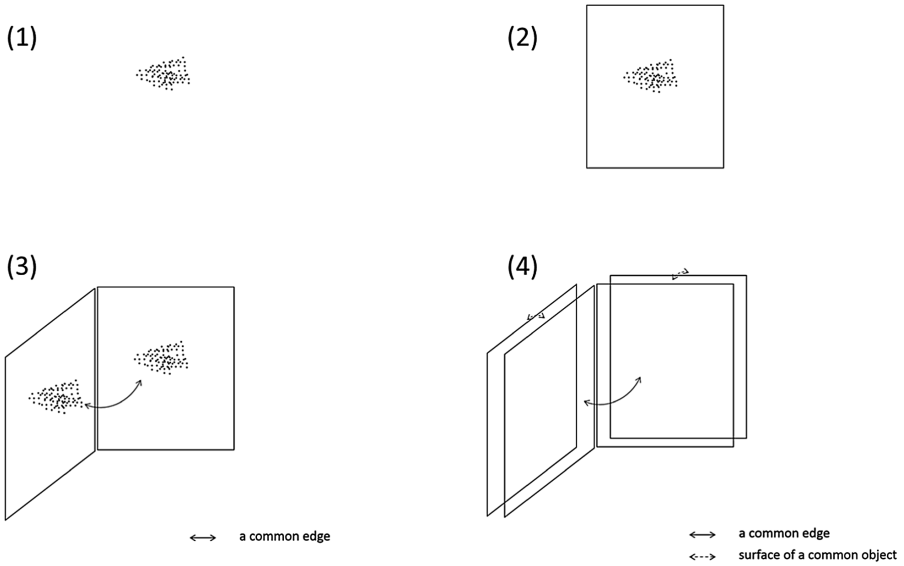 (1)
(2)
(3)
(4)
a common edge
a common edge
surface of a common object